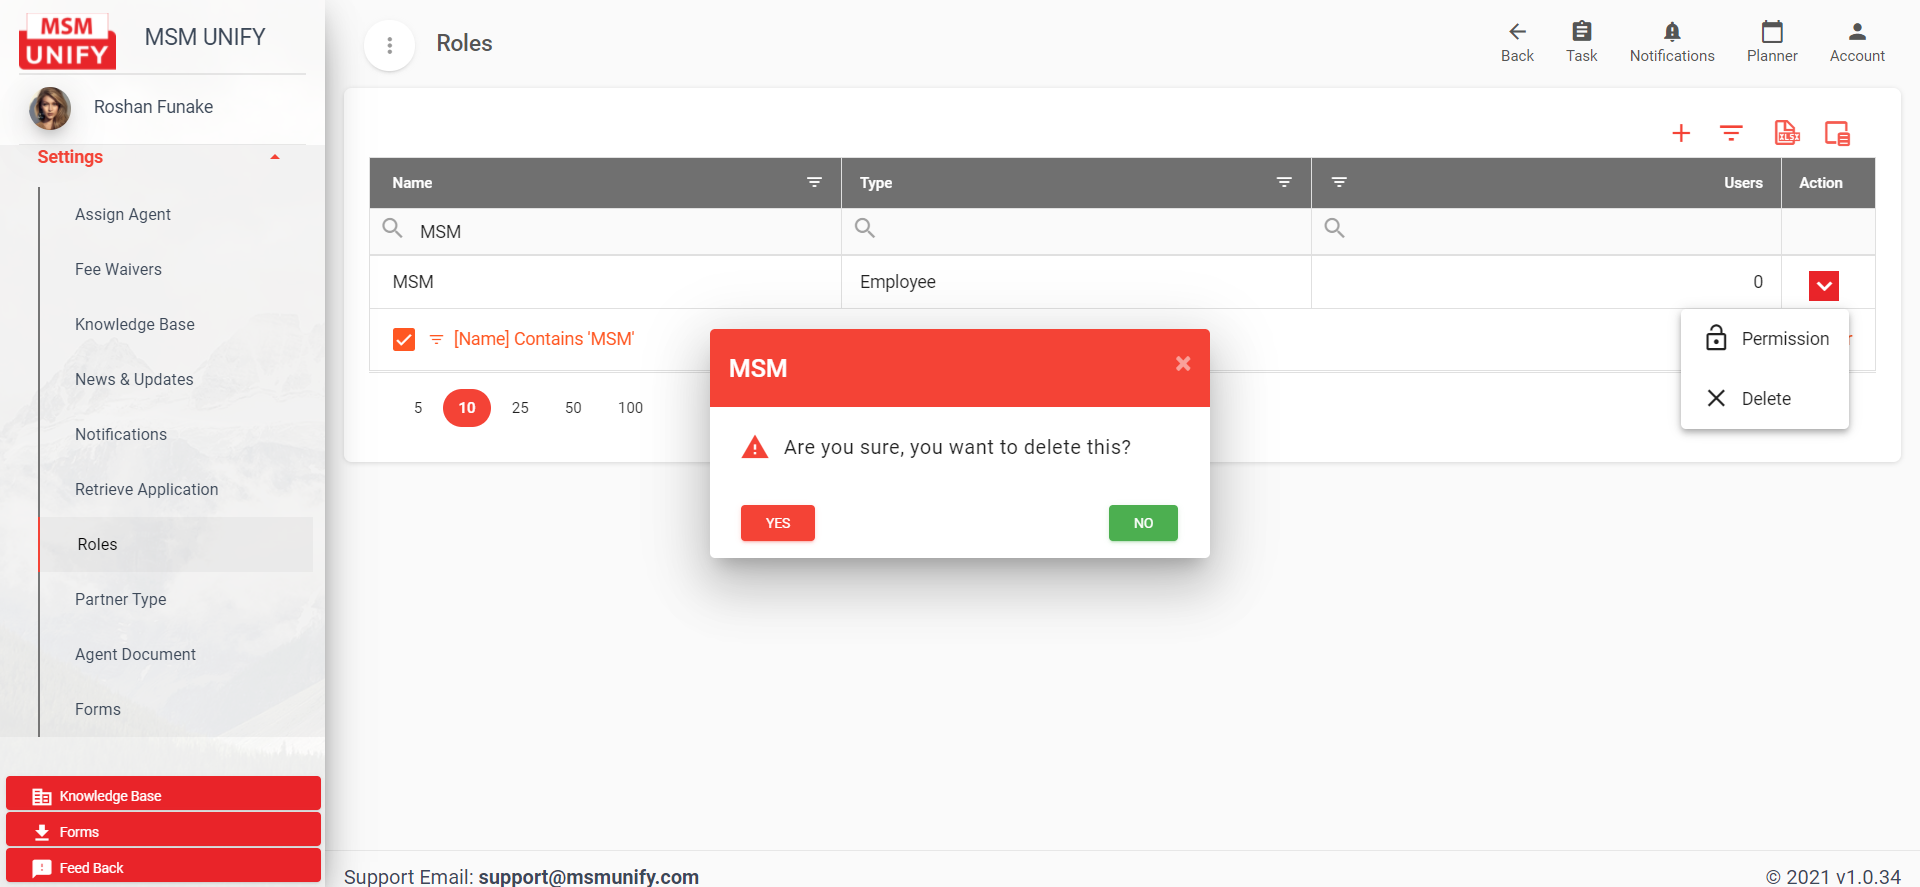 MSM
UNIFY
MSM UNIFY
Roles
Back
Task
Notifications
Planner
Account
Roshan Funake
Settings
Assign Agent
Fee Waivers
Knowledge Base
News & Updates
Notifications
Retrieve Application
Roles
Partner Type
Agent Document
Forms
Knowledge Base
Forms
Feed Back
XLSX
Name
Type
Users
Action
MSM
MSM
Employee
0
[Name] Contains 'MSM'
Permission
Delete
5
10
25
50
100
MSM
×
Are you sure, you want to delete this?
YES
NO
Support Email: support@msmunify.com
© 2021 v1.0.34